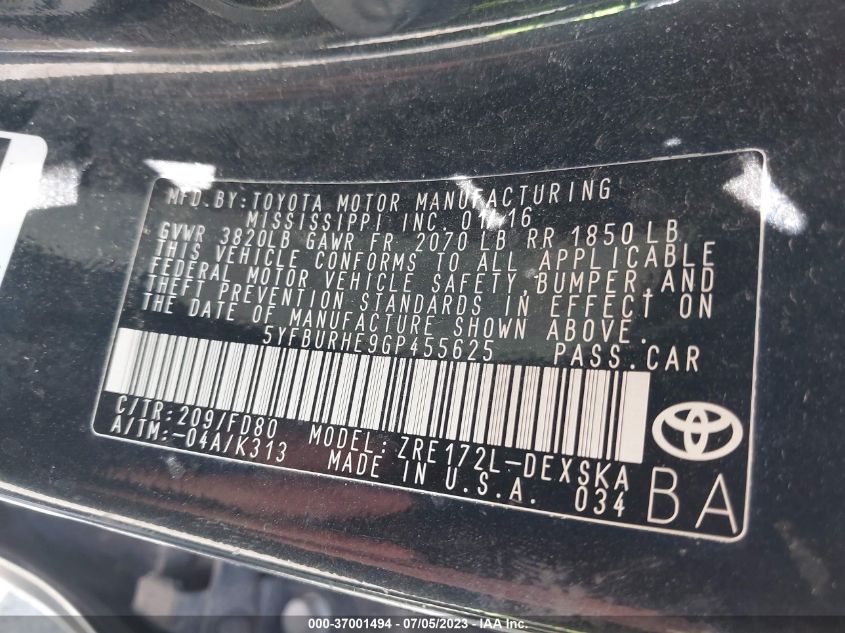 MFD.BY:TOYOTA MOTOR MANUFACTURING
MISSISSIPPI INC. 01/16
GVWR 3820LB GAWR FR 2070 LB RR 1850 LB
THIS VEHICLE CONFORMS TO ALL APPLICABLE
FEDERAL MOTOR VEHICLE SAFETY,BUMPER,AND
THEFT PREVENTION STANDARDS IN EFFECT ON
THE DATE OF MANUFACTURE SHOWN ABOVE.
5YFBURHE9GP455625 PASS.CAR
C/TR:209/FD80 MODEL:ZRE172L-DEXSKA
A/TM:-04A/K313 MADE IN U.S.A. 034
BA
000-37001494 - 07/05/2023 - IAA Inc.